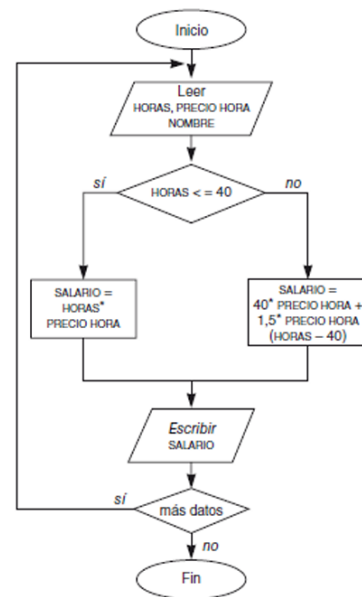 Inicio
Leer
HORAS, PRECIO HORA
NOMBRE
sí
no
HORAS < = 40
SALARIO =
HORAS*
PRECIO HORA
SALARIO =
40* PRECIO HORA +
1,5* PRECIO HORA
(HORAS – 40)
Escribir
SALARIO
sí
más datos
no
Fin